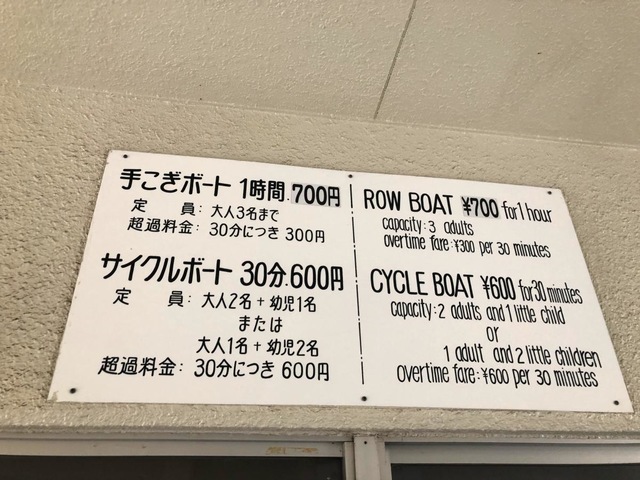 手こぎボート 1時間.700円
定 員: 大人3名まで
超過料金: 30分につき 300円
サイクルボート 30分.600円
定 員: 大人2名+幼児1名
または
大人1名+幼児2名
超過料金: 30分につき 600円
ROW BOAT ¥700 for 1 hour
capacity: 3 adults
overtime fare: ¥300 per 30 minutes
CYCLE BOAT ¥600 for 30 minutes
capacity: 2 adults and 1 little child
or
1 adult and 2 little children
overtime fare: ¥600 per 30 minutes